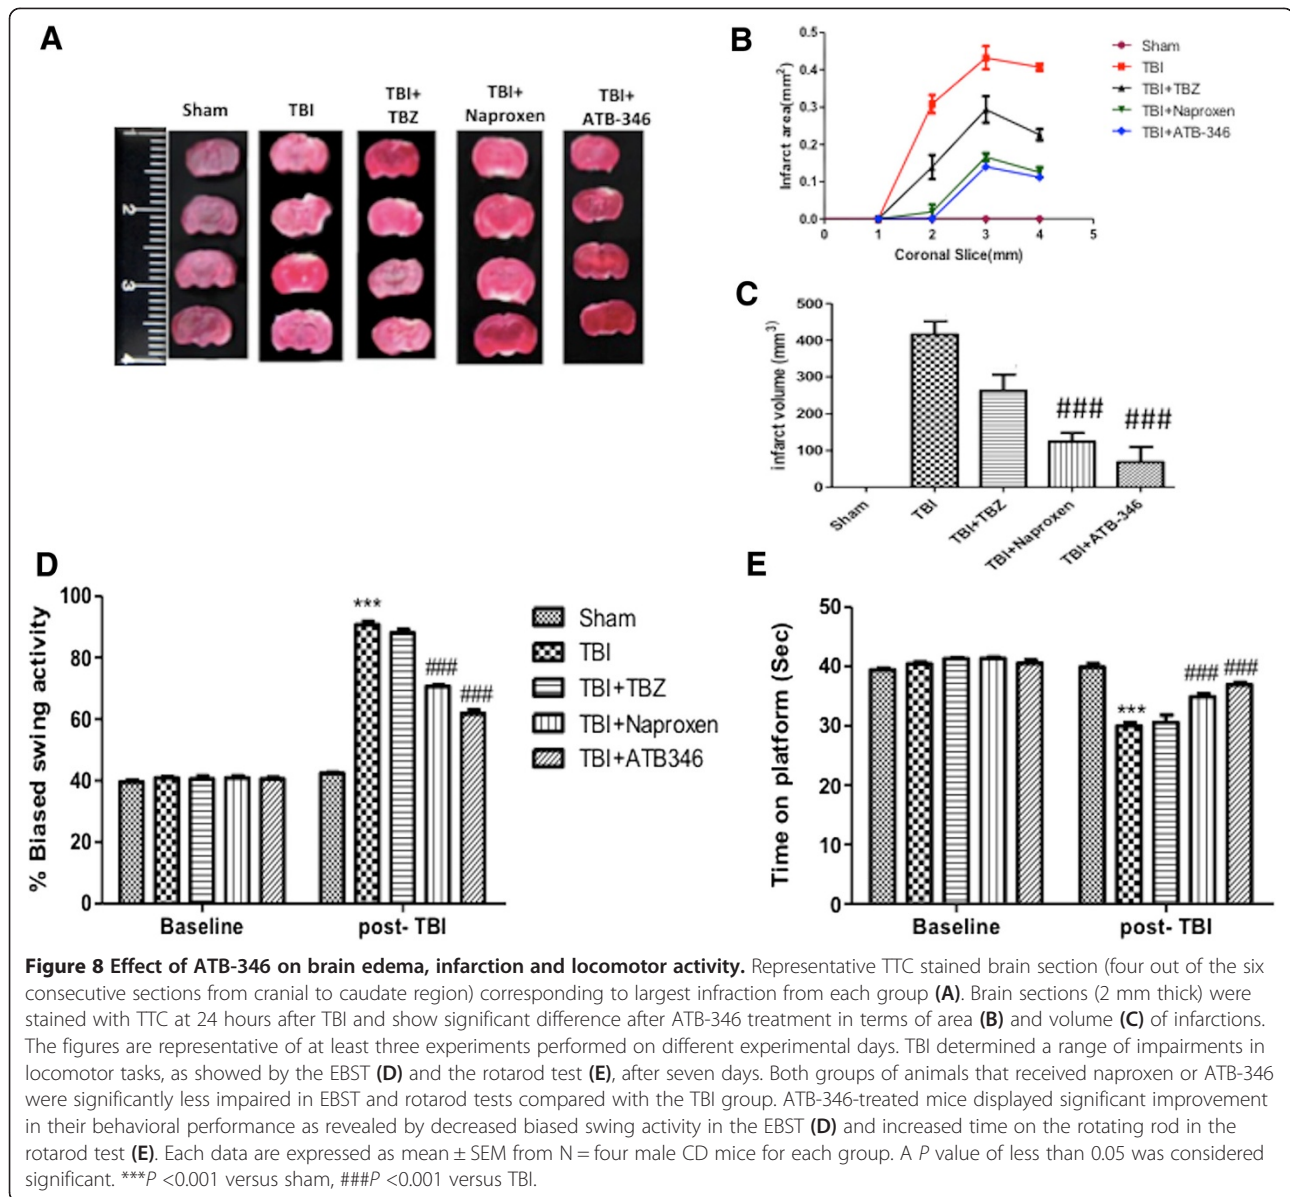 A
Sham
TBI
TBI+
TBZ
TBI+
Naproxen
TBI+
ATB-346
2
3
B
Infarct area(mm²)
0.5
0.4
0.3
0.2
0.1
0.0
0 1 2 3 4 5
Coronal Slice(mm)
Sham
TBI
TBI+TBZ
TBI+Naproxen
TBI+ATB-346
C
infarct volume (mm³)
500
400
300
200
100
0
###
###
Sham
TBI
TBI+TBZ
TBI+Naproxen
TBI+ATB-346
D
% Biased swing activity
100
80
60
40
20
0
***
###
###
Baseline
post- TBI
Sham
TBI
TBI+TBZ
TBI+Naproxen
TBI+ATB346
E
Time on platform (Sec)
50
40
30
20
10
0
***
###
###
Baseline
post- TBI
Figure 8 Effect of ATB-346 on brain edema, infarction and locomotor activity. Representative TTC stained brain section (four out of the six
consecutive sections from cranial to caudate region) corresponding to largest infraction from each group (A). Brain sections (2 mm thick) were
stained with TTC at 24 hours after TBI and show significant difference after ATB-346 treatment in terms of area (B) and volume (C) of infarctions.
The figures are representative of at least three experiments performed on different experimental days. TBI determined a range of impairments in
locomotor tasks, as showed by the EBST (D) and the rotarod test (E), after seven days. Both groups of animals that received naproxen or ATB-346
were significantly less impaired in EBST and rotarod tests compared with the TBI group. ATB-346-treated mice displayed significant improvement
in their behavioral performance as revealed by decreased biased swing activity in the EBST (D) and increased time on the rotating rod in the
rotarod test (E). Each data are expressed as mean ± SEM from N = four male CD mice for each group. A P value of less than 0.05 was considered
significant. ***P <0.001 versus sham, ###P <0.001 versus TBI.